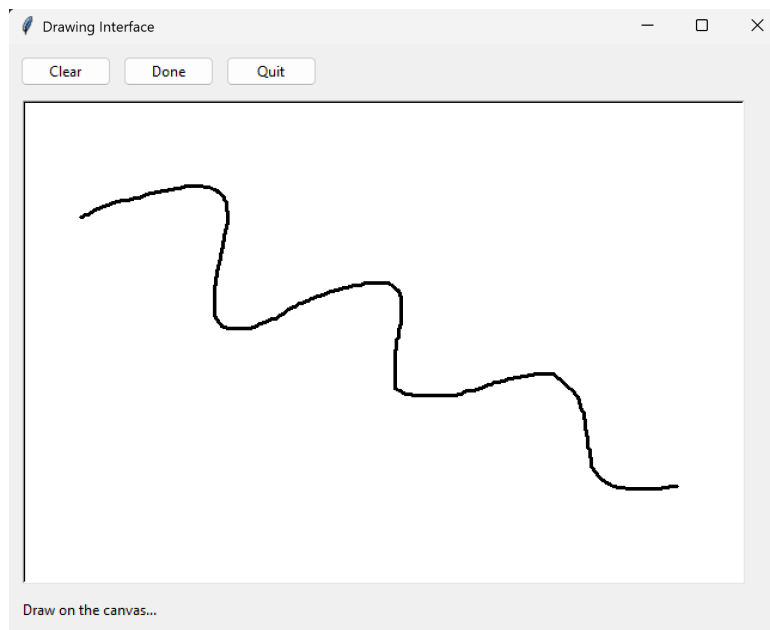 Drawing Interface
Clear Done Quit
Draw on the canvas...